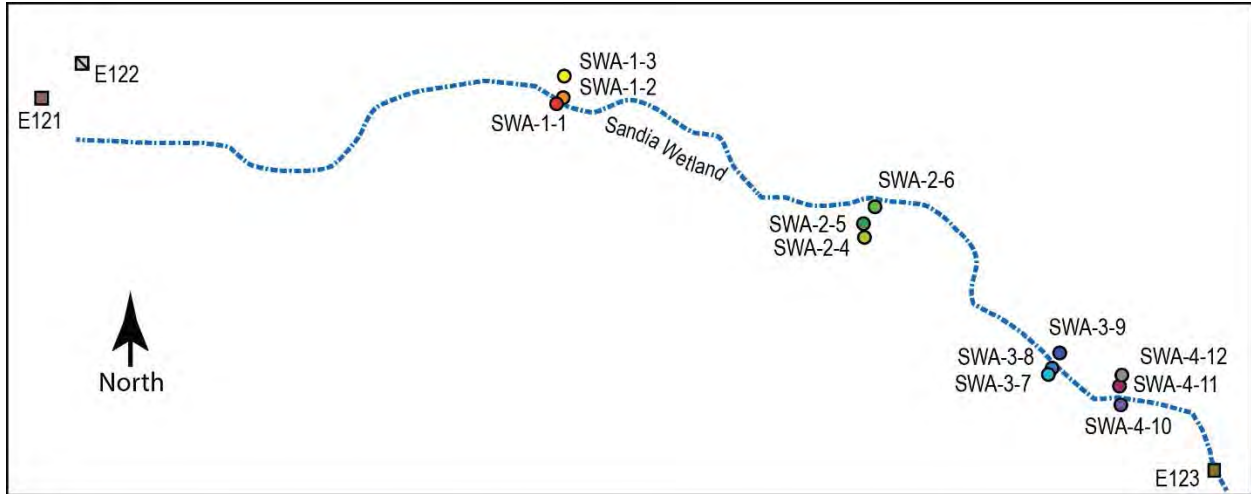 SWA-1-3
E122
SWA-1-2
E121
SWA-1-1
Sandia Wetland
SWA-2-6
SWA-2-5
SWA-2-4
SWA-3-9
SWA-3-8
SWA-4-12
North
SWA-3-7
SWA-4-11
SWA-4-10
E123